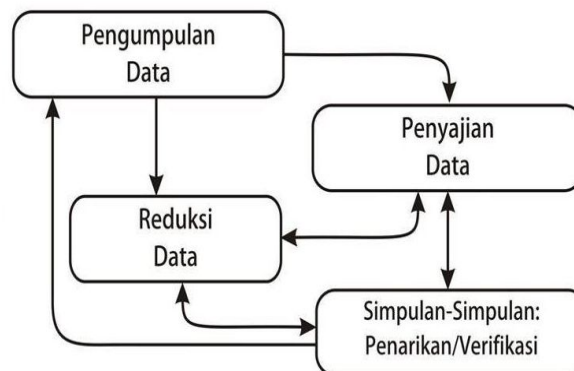 Pengumpulan
Data
Penyajian
Data
Reduksi
Data
Simpulan-Simpulan:
Penarikan/Verifikasi